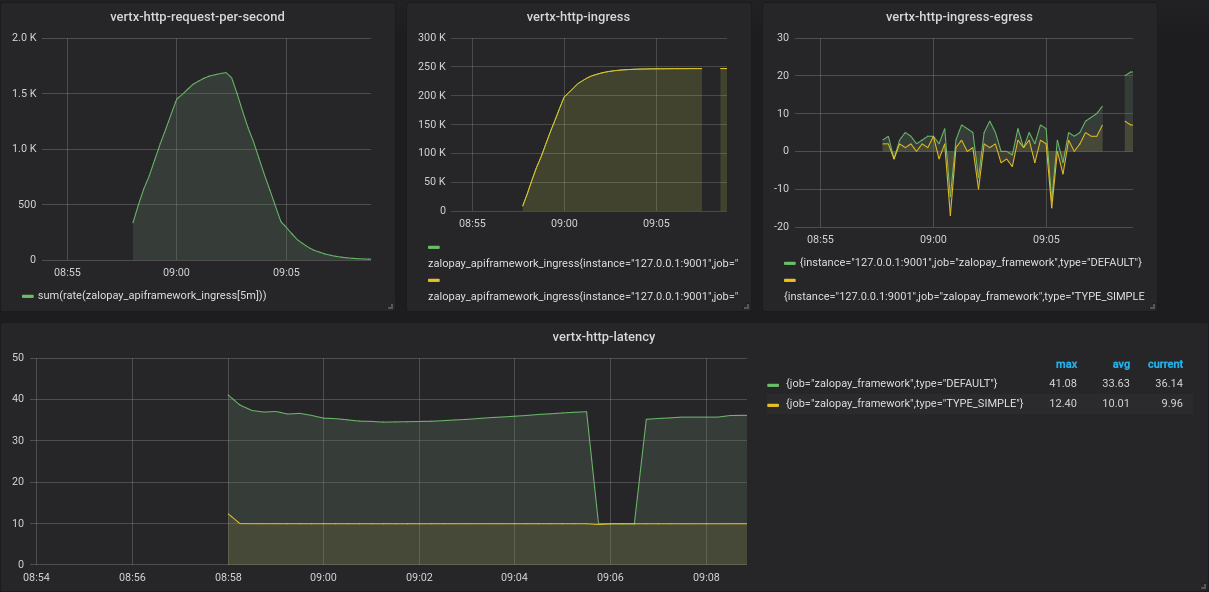 vertx-http-request-per-second
2.0 K
1.5 K
1.0 K
500
0
08:55
09:00
09:05
sum(rate(zalopay_apiframework_ingress[5m]))
vertx-http-ingress
300 K
250 K
200 K
150 K
100 K
50 K
0
08:55
09:00
09:05
zalopay_apiframework_ingress{instance="127.0.0.1:9001",job="
zalopay_apiframework_ingress{instance="127.0.0.1:9001",job="
vertx-http-ingress-egress
30
20
10
0
-10
-20
08:55
09:00
09:05
{instance="127.0.0.1:9001",job="zalopay_framework",type="DEFAULT"}
{instance="127.0.0.1:9001",job="zalopay_framework",type="TYPE_SIMPLE
vertx-http-latency
50
40
30
20
10
0
08:54
08:56
08:58
09:00
09:02
09:04
09:06
09:08
max avg current
{job="zalopay_framework",type="DEFAULT"} 41.08 33.63 36.14
{job="zalopay_framework",type="TYPE_SIMPLE"} 12.40 10.01 9.96